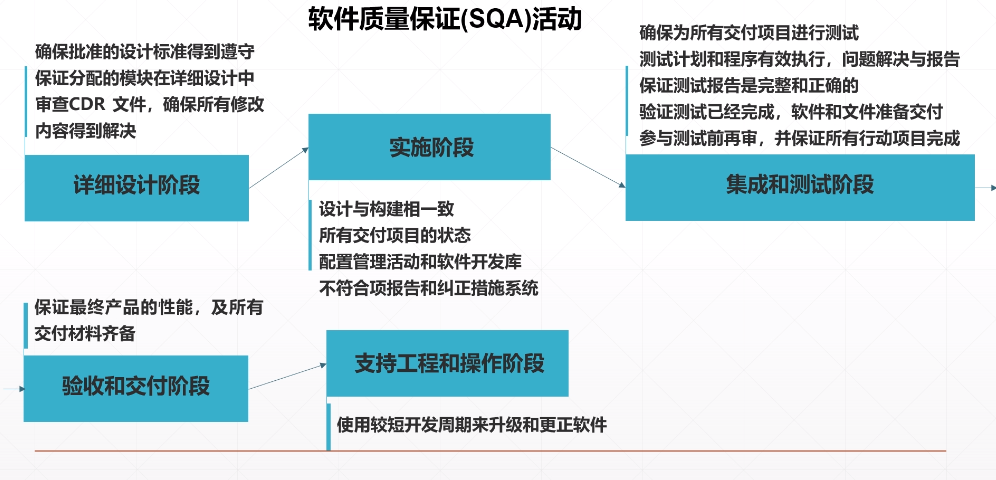 软件质量保证(SQA)活动
确保批准的设计标准得到遵守
保证分配的模块在详细设计中
审查CDR 文件，确保所有修改
内容得到解决
详细设计阶段
实施阶段
设计与构建相一致
所有交付项目的状态
配置管理活动和软件开发库
不符合项报告和纠正措施系统
确保为所有交付项目进行测试
测试计划和程序有效执行，问题解决与报告
保证测试报告是完整和正确的
验证测试已经完成，软件和文件准备交付
参与测试前再审，并保证所有行动项目完成
集成和测试阶段
保证最终产品的性能，及所有
交付材料齐备
验收和交付阶段
支持工程和操作阶段
使用较短开发周期来升级和更正软件